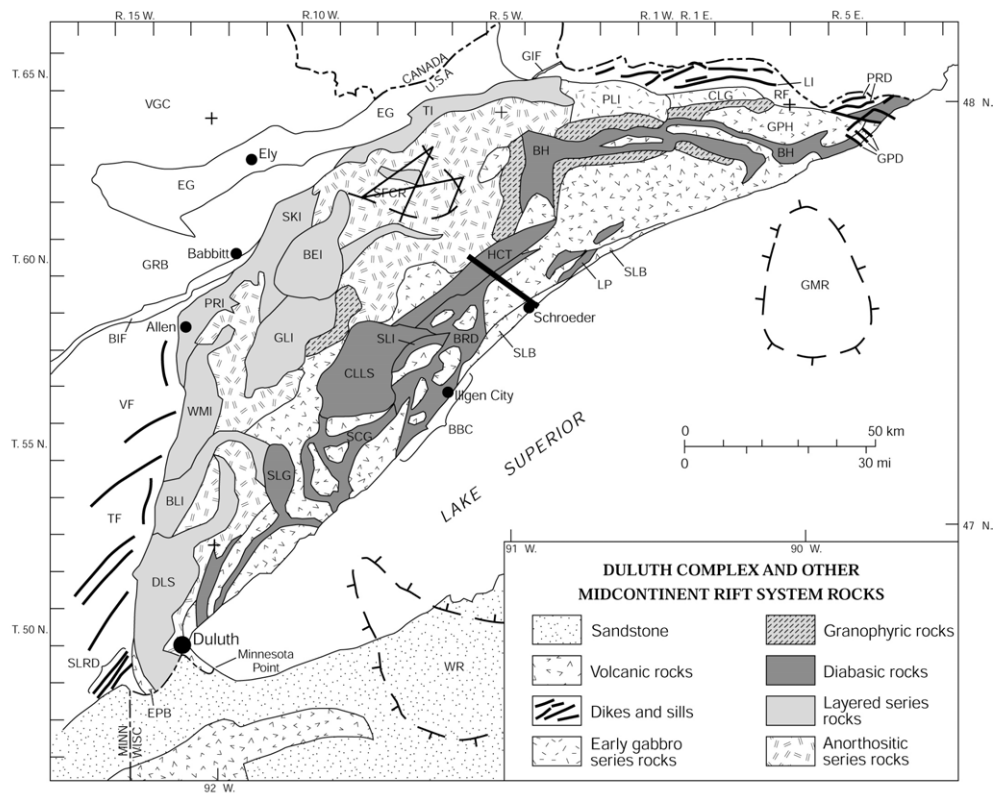 R. 15 W.
R.10 W.
R. 5 W.
R. 1 W.
R. 1 E.
R. 5 E.
T. 65 N.
T. 60 N.
T. 55 N.
T. 50 N.
48 N.
47 N.
91 W.
90 W.
92 W.
CANADA
U.S.A
GIF
VGC
EG
TI
PLI
CLG
LI
RF
PRD
GPH
GPD
Ely
EG
BH
BH
SFCR
SKI
BEI
HCT
Babbitt
GRB
LP
SLB
GMR
PRI
Allen
BIF
GLI
SLI
BRD
Schroeder
SLB
CLLS
Illgen City
VF
WMI
SCG
BBC
LAKE SUPERIOR
0 50 km
0 30 mi
SLG
BLI
TF
DLS
Duluth
Minnesota
Point
SLRD
WR
EPB
MINN
WISC
DULUTH COMPLEX AND OTHER
MIDCONTINENT RIFT SYSTEM ROCKS
Sandstone
Volcanic rocks
Dikes and sills
Early gabbro
series rocks
Granophyric rocks
Diabasic rocks
Layered series
rocks
Anorthositic
series rocks